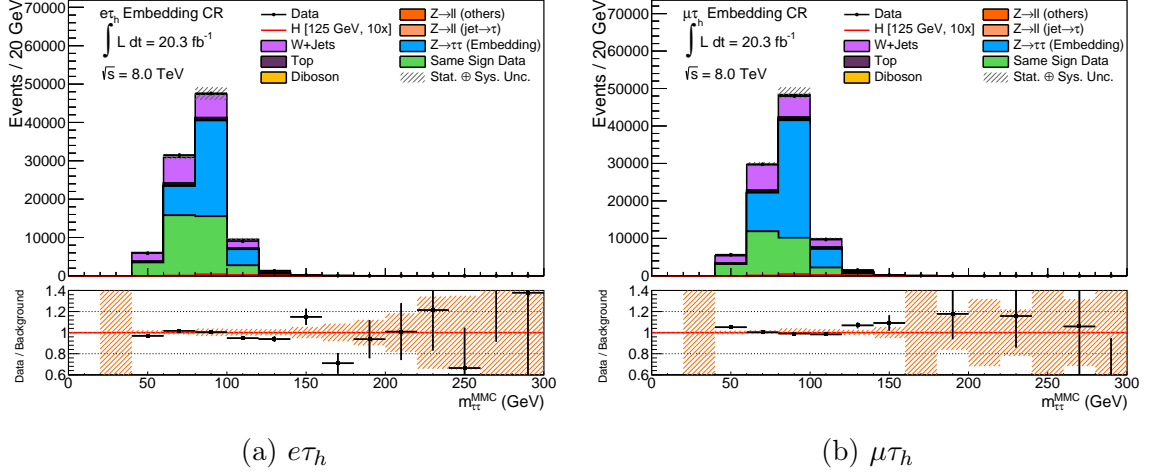 eτh Embedding CR
∫ L dt = 20.3 fb⁻¹
√s = 8.0 TeV
Data
H [125 GeV, 10x]
W+Jets
Top
Diboson
Z→ll (others)
Z→ll (jet→τ)
Z→ττ (Embedding)
Same Sign Data
Stat. ⊕ Sys. Unc.
Events / 20 GeV
70000
60000
50000
40000
30000
20000
10000
0
Data / Background
1.4
1.2
1
0.8
0.6
0 50 100 150 200 250 300
m_ττ^MMC (GeV)
(a) eτh
μτh Embedding CR
∫ L dt = 20.3 fb⁻¹
√s = 8.0 TeV
Data
H [125 GeV, 10x]
W+Jets
Top
Diboson
Z→ll (others)
Z→ll (jet→τ)
Z→ττ (Embedding)
Same Sign Data
Stat. ⊕ Sys. Unc.
Events / 20 GeV
70000
60000
50000
40000
30000
20000
10000
0
Data / Background
1.4
1.2
1
0.8
0.6
0 50 100 150 200 250 300
m_ττ^MMC (GeV)
(b) μτh